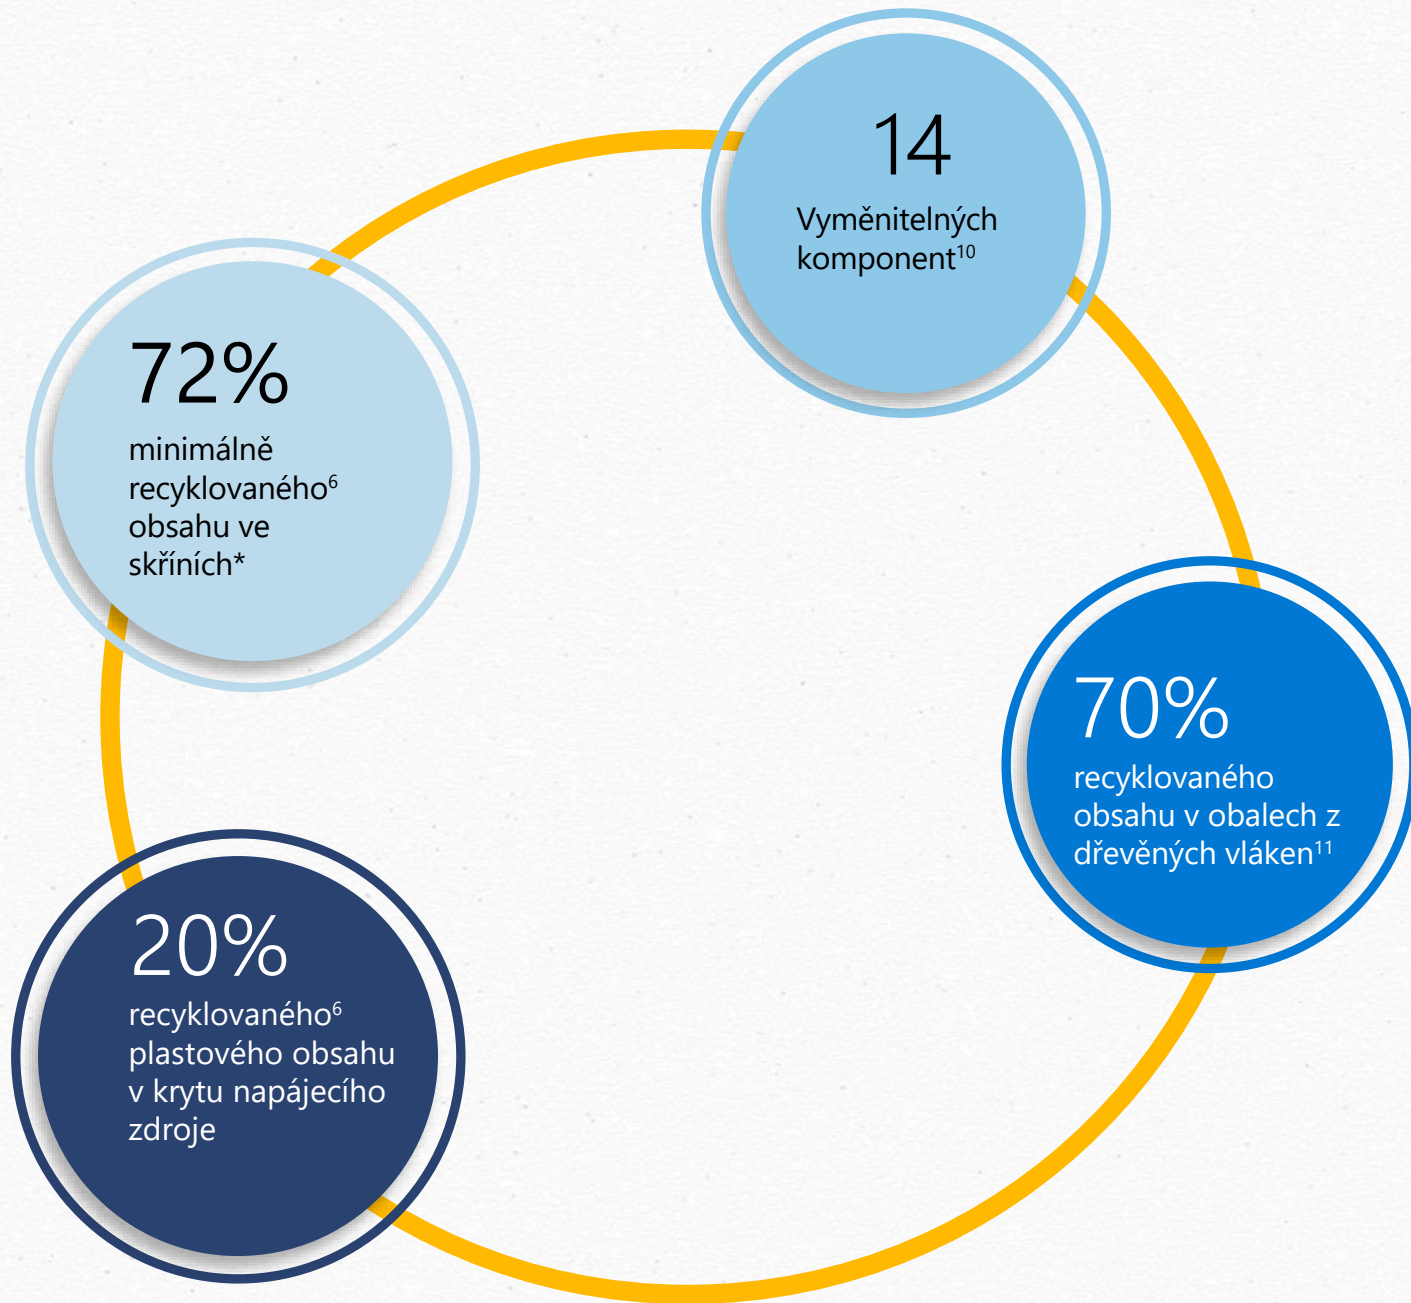 14
Vyměnitelných
komponent¹⁰
72%
minimálně
recyklovaného⁶
obsahu ve
skříních*
70%
recyklovaného
obsahu v obalech z
dřevěných vláken¹¹
20%
recyklovaného⁶
plastového obsahu
v krytu napájecího
zdroje